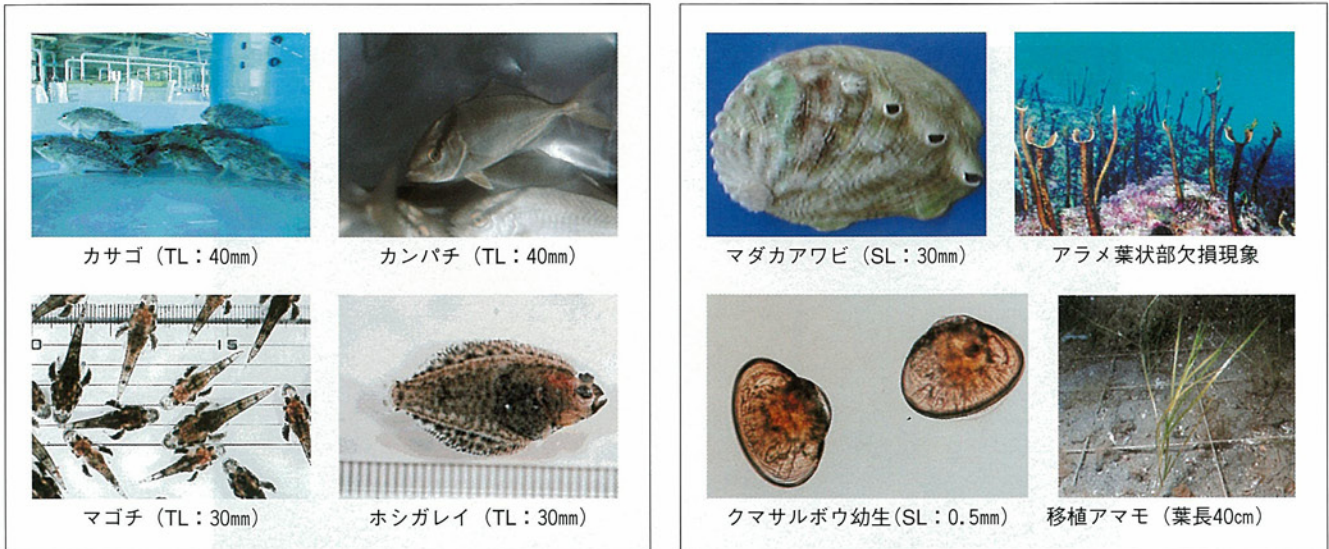 カサゴ（TL：40㎜）
カンパチ（TL：40㎜）
マゴチ（TL：30㎜）
ホシガレイ（TL：30㎜）
マダカアワビ（SL：30㎜）
アラメ葉状部欠損現象
クマサルボウ幼生（SL：0.5㎜）
移植アマモ（葉長40㎝）
0
15